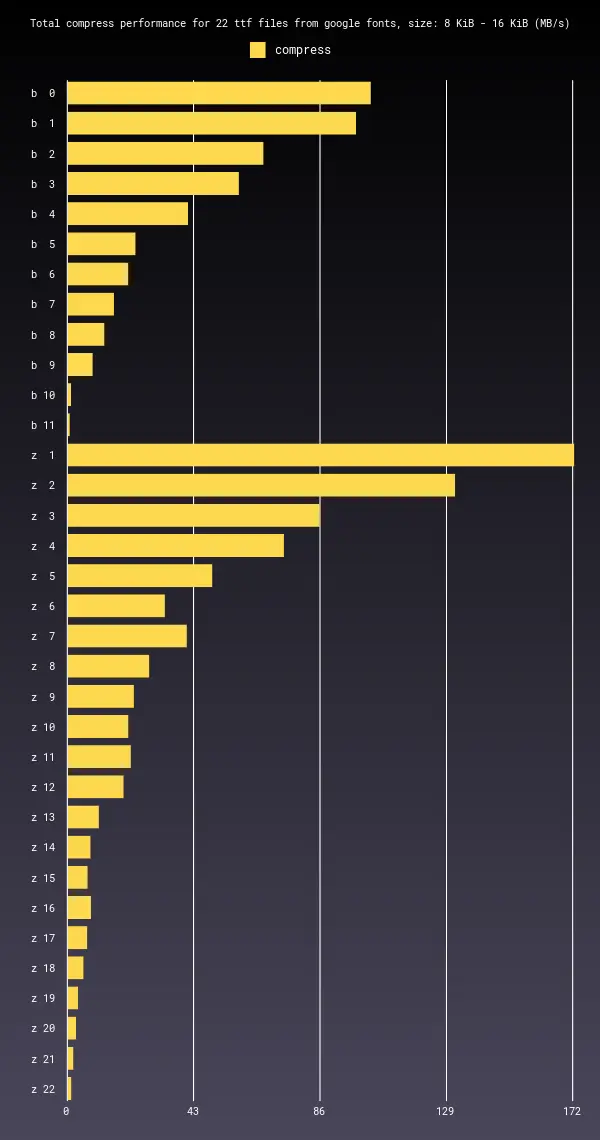 Total compress performance for 22 ttf files from google fonts, size: 8 KiB - 16 KiB (MB/s)
compress
b  0
b  1
b  2
b  3
b  4
b  5
b  6
b  7
b  8
b  9
b 10
b 11
z  1
z  2
z  3
z  4
z  5
z  6
z  7
z  8
z  9
z 10
z 11
z 12
z 13
z 14
z 15
z 16
z 17
z 18
z 19
z 20
z 21
z 22
0 43 86 129 172